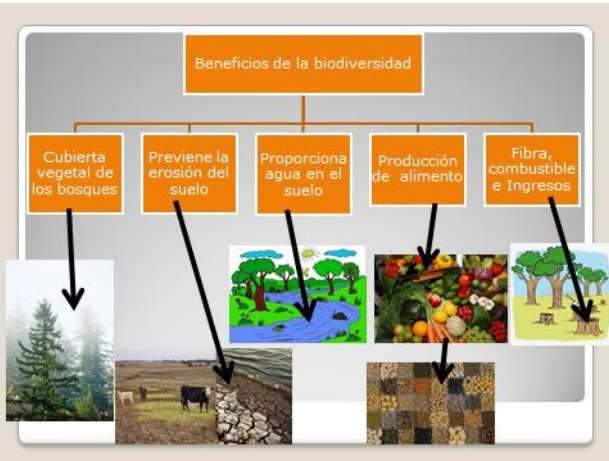 Beneficios de la biodiversidad
Cubierta
vegetal de
los bosques
Previene la
erosión del
suelo
Proporciona
agua en el
suelo
Producción
de alimento
Fibra,
combustible
e Ingresos